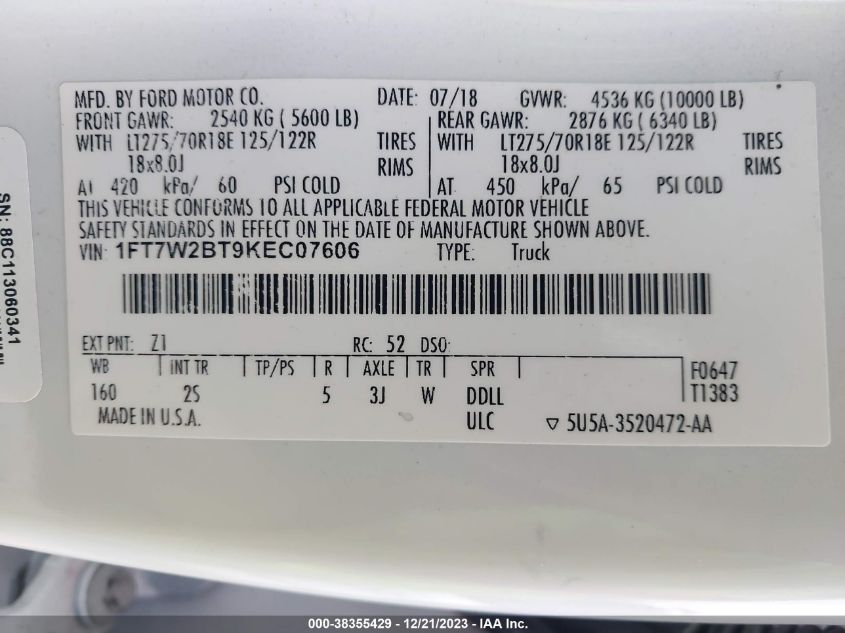 MFD. BY FORD MOTOR CO. DATE: 07/18 GVWR: 4536 KG (10000 LB)
FRONT GAWR: 2540 KG ( 5600 LB) REAR GAWR: 2876 KG ( 6340 LB)
WITH LT275/70R18E 125/122R TIRES WITH LT275/70R18E 125/122R TIRES
18x8.0J RIMS 18x8.0J RIMS
AT 420 kPa/ 60 PSI COLD AT 450 kPa/ 65 PSI COLD
THIS VEHICLE CONFORMS TO ALL APPLICABLE FEDERAL MOTOR VEHICLE
SAFETY STANDARDS IN EFFECT ON THE DATE OF MANUFACTURE SHOWN ABOVE.
VIN: 1FT7W2BT9KEC07606 TYPE: Truck
EXT PNT: Z1 RC: 52 DSO:
WB INT TR TP/PS R AXLE TR SPR F0647
160 2S 5 3J W DDLL T1383
MADE IN U.S.A. ULC ▽ 5U5A-3520472-AA
SN: 88C113060341
000-38355429 - 12/21/2023 - IAA Inc.